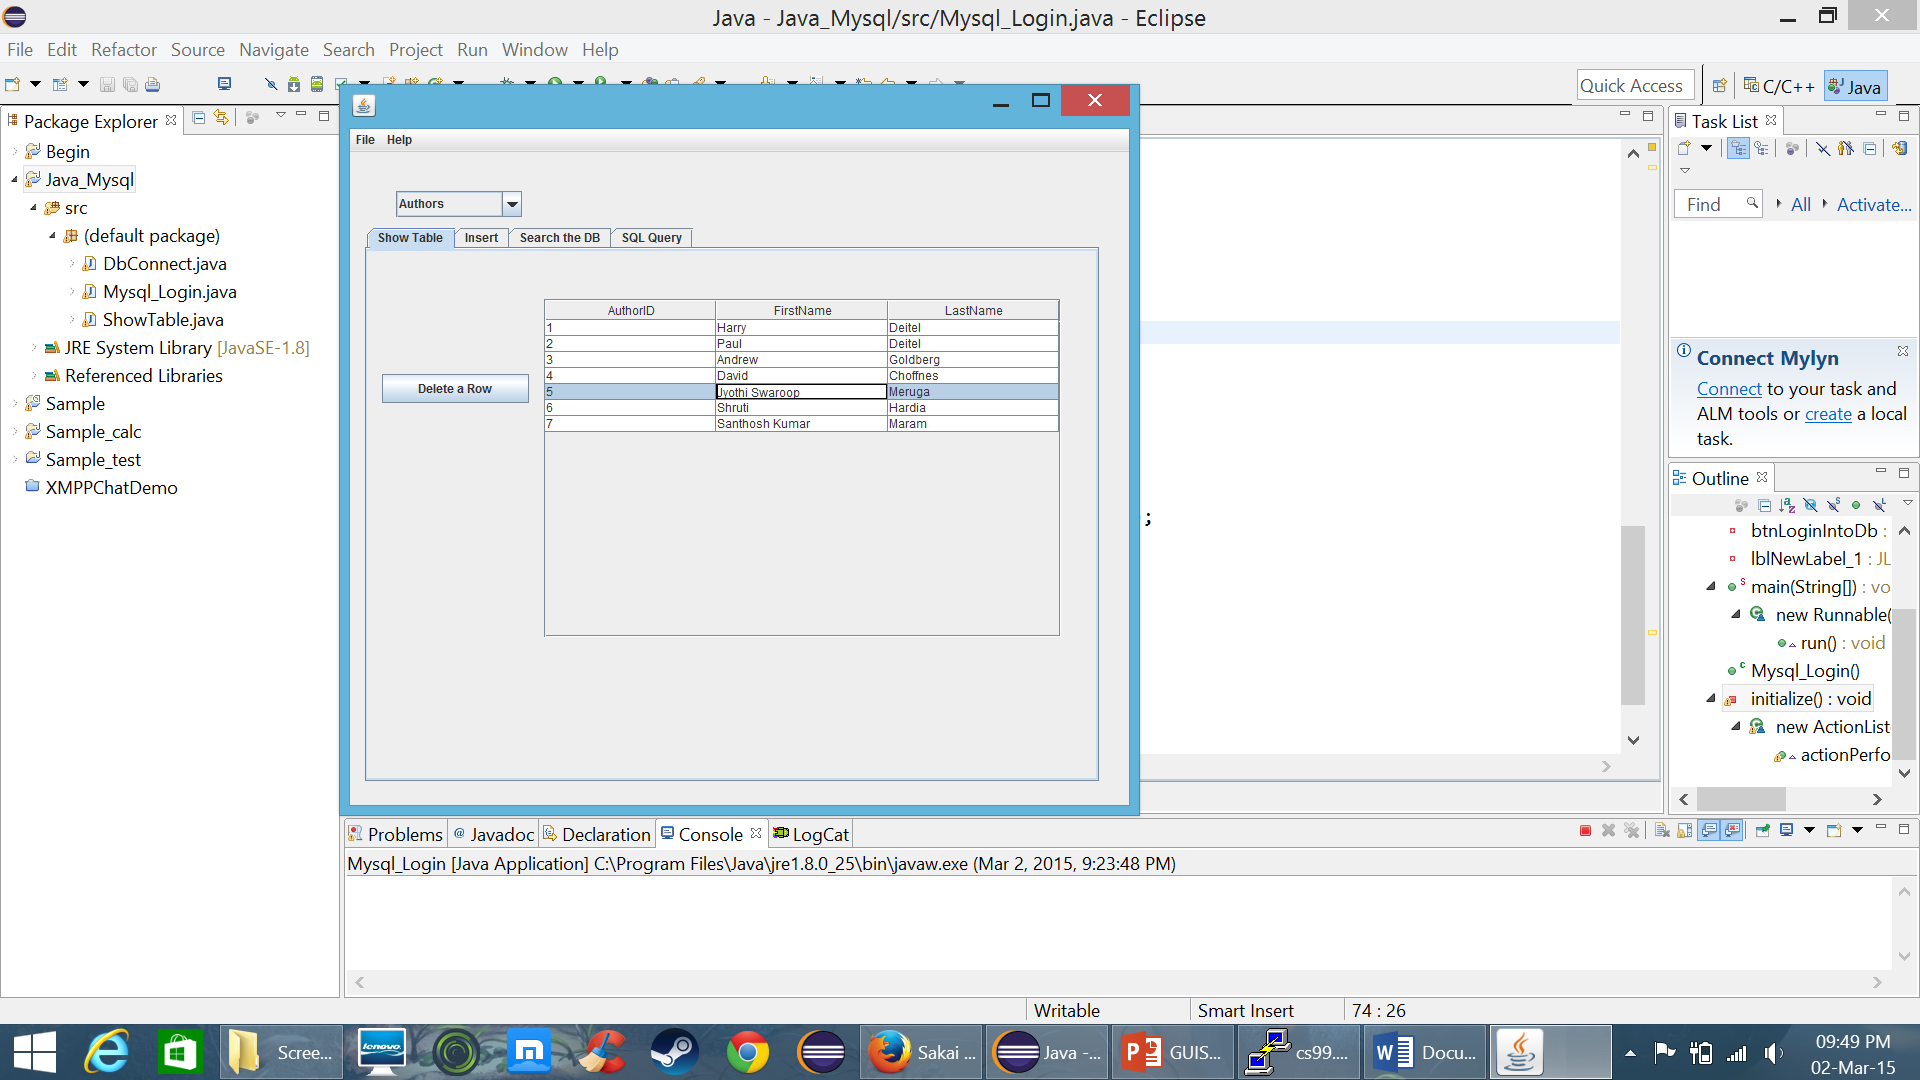 Java - Java_Mysql/src/Mysql_Login.java - Eclipse
File Edit Refactor Source Navigate Search Project Run Window Help
Quick Access
C/C++
Java
Package Explorer
Begin
Java_Mysql
src
(default package)
DbConnect.java
Mysql_Login.java
ShowTable.java
JRE System Library [JavaSE-1.8]
Referenced Libraries
Sample
Sample_calc
Sample_test
XMPPChatDemo
File Help
Authors
Show Table Insert Search the DB SQL Query
Delete a Row
AuthorID FirstName LastName
1 Harry Deitel
2 Paul Deitel
3 Andrew Goldberg
4 David Choffnes
5 Jyothi Swaroop Meruga
6 Shruti Hardia
7 Santhosh Kumar Maram
;
Task List
Find All Activate...
Connect Mylyn
Connect to your task and
ALM tools or create a local
task.
Outline
btnLoginIntoDb :
lblNewLabel_1 : JL
main(String[]) : vo
new Runnable(
run() : void
Mysql_Login()
initialize() : void
new ActionList
actionPerfo
Problems @ Javadoc Declaration Console LogCat
Mysql_Login [Java Application] C:\Program Files\Java\jre1.8.0_25\bin\javaw.exe (Mar 2, 2015, 9:23:48 PM)
Writable Smart Insert 74 : 26
Scree...
lenovo
Sakai ...
Java -...
GUIS...
cs99....
Docu...
09:49 PM
02-Mar-15